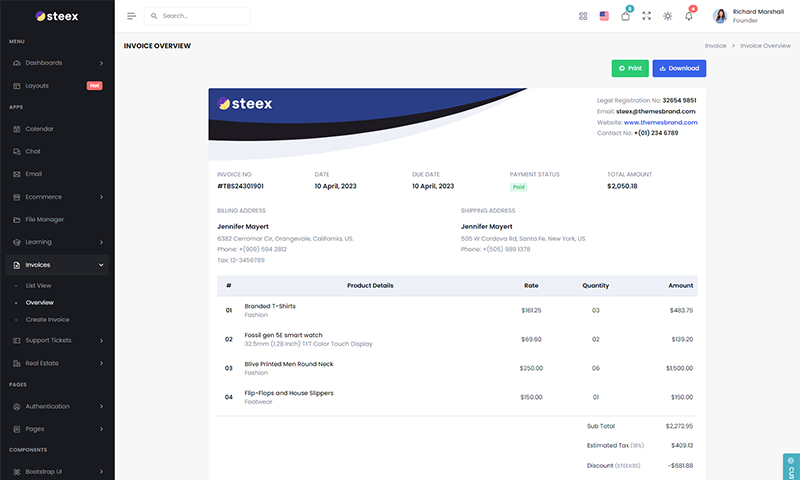 steex
Search...
5
4
Richard Marshall
Founder
MENU
Dashboards
Layouts Hot
APPS
Calendar
Chat
Email
Ecommerce
File Manager
Learning
Invoices
List View
Overview
Create Invoice
Support Tickets
Real Estate
PAGES
Authentication
Pages
COMPONENTS
Bootstrap UI
INVOICE OVERVIEW
Invoice > Invoice Overview
Print Download
steex
Legal Registration No: 32654 9851
Email: steex@themesbrand.com
Website: www.themesbrand.com
Contact No: +(01) 234 6789
INVOICE NO DATE DUE DATE PAYMENT STATUS TOTAL AMOUNT
#TBS24301901 10 April, 2023 10 April, 2023 Paid $2,050.18
BILLING ADDRESS
Jennifer Mayert
6382 Cerromar Cir, Orangevale, California, US.
Phone: +(909) 594 2812
Tax: 12-3456789
SHIPPING ADDRESS
Jennifer Mayert
505 W Cordova Rd, Santa Fe, New York, US
Phone: +(505) 989 1378
# Product Details Rate Quantity Amount
01 Branded T-Shirts $161.25 03 $483.75
Fashion
02 Fossil gen 5E smart watch $69.60 02 $139.20
32.5mm (1.28 Inch) TFT Color Touch Display
03 Blive Printed Men Round Neck $250.00 06 $1,500.00
Fashion
04 Flip-Flops and House Slippers $150.00 01 $150.00
Footwear
Sub Total $2,272.95
Estimated Tax (18%) $409.13
Discount (STEEX30) -$681.88